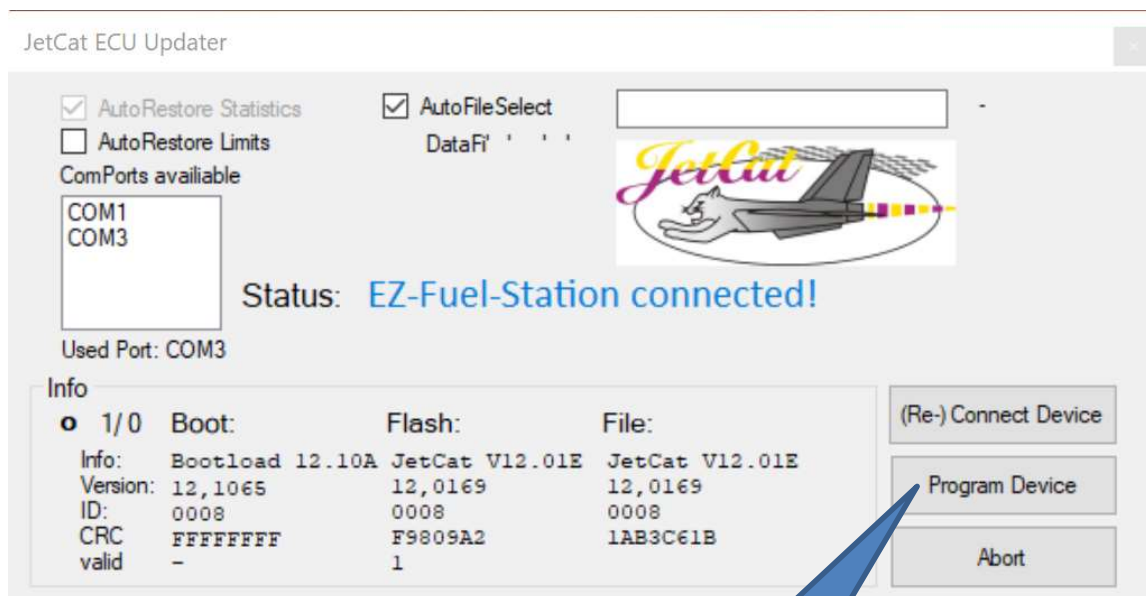 JetCat ECU Updater
AutoRestore Statistics
AutoFileSelect
-
AutoRestore Limits
ComPorts availiable
JetCat
COM1
COM3
Status: EZ-Fuel-Station connected!
Used Port: COM3
Info
o 1/0 Boot: Flash: File:
Info: Bootload 12.10A JetCat V12.01E JetCat V12.01E
Version: 12,1065 12,0169 12,0169
ID: 0008 0008 0008
CRC FFFFFFFF F9809A2 1AB3C61B
valid - 1
(Re-) Connect Device
Program Device
Abort